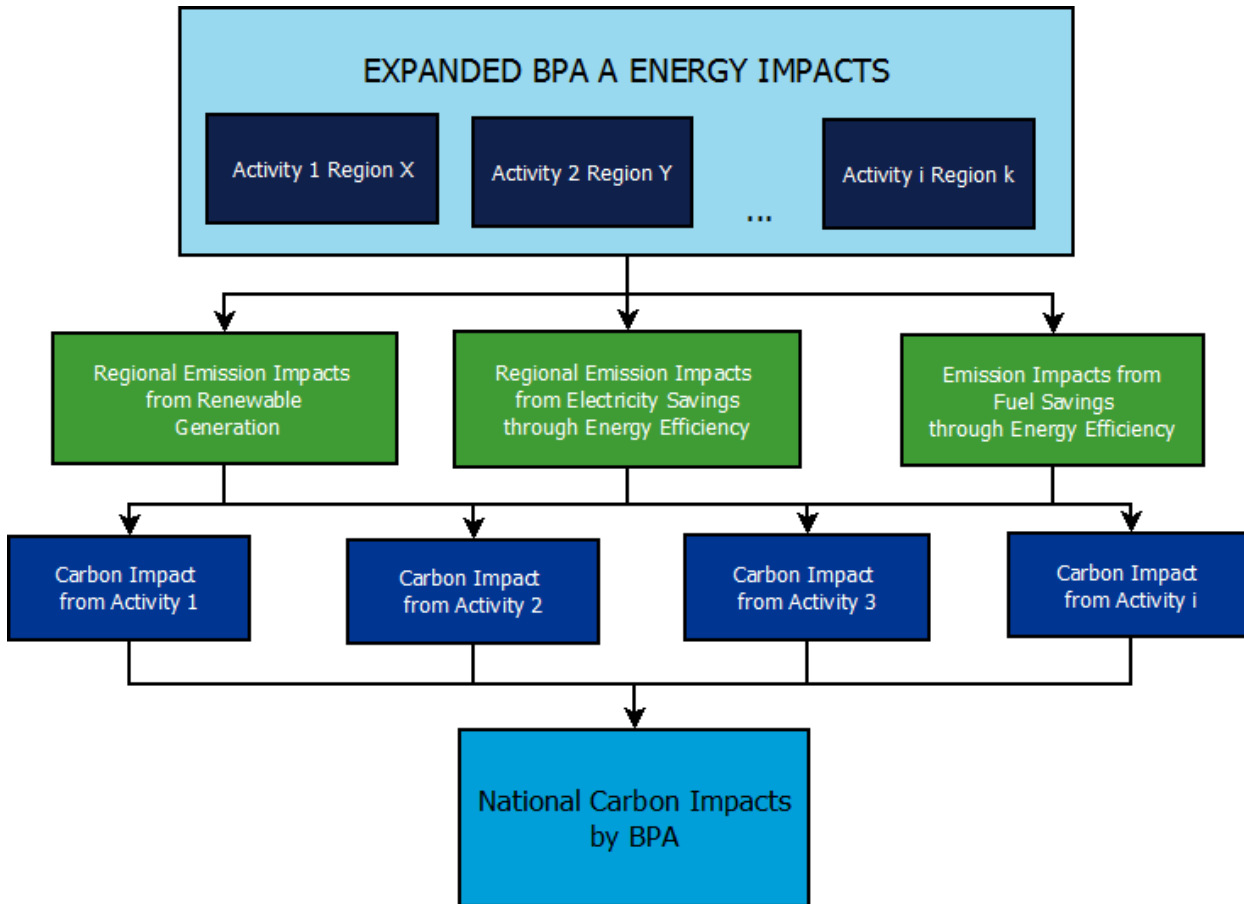 EXPANDED BPA A ENERGY IMPACTS
Activity 1 Region X
Activity 2 Region Y
...
Activity i Region k
Regional Emission Impacts
from Renewable
Generation
Regional Emission Impacts
from Electricity Savings
through Energy Efficiency
Emission Impacts from
Fuel Savings
through Energy Efficiency
Carbon Impact
from Activity 1
Carbon Impact
from Activity 2
Carbon Impact
from Activity 3
Carbon Impact
from Activity i
National Carbon Impacts
by BPA